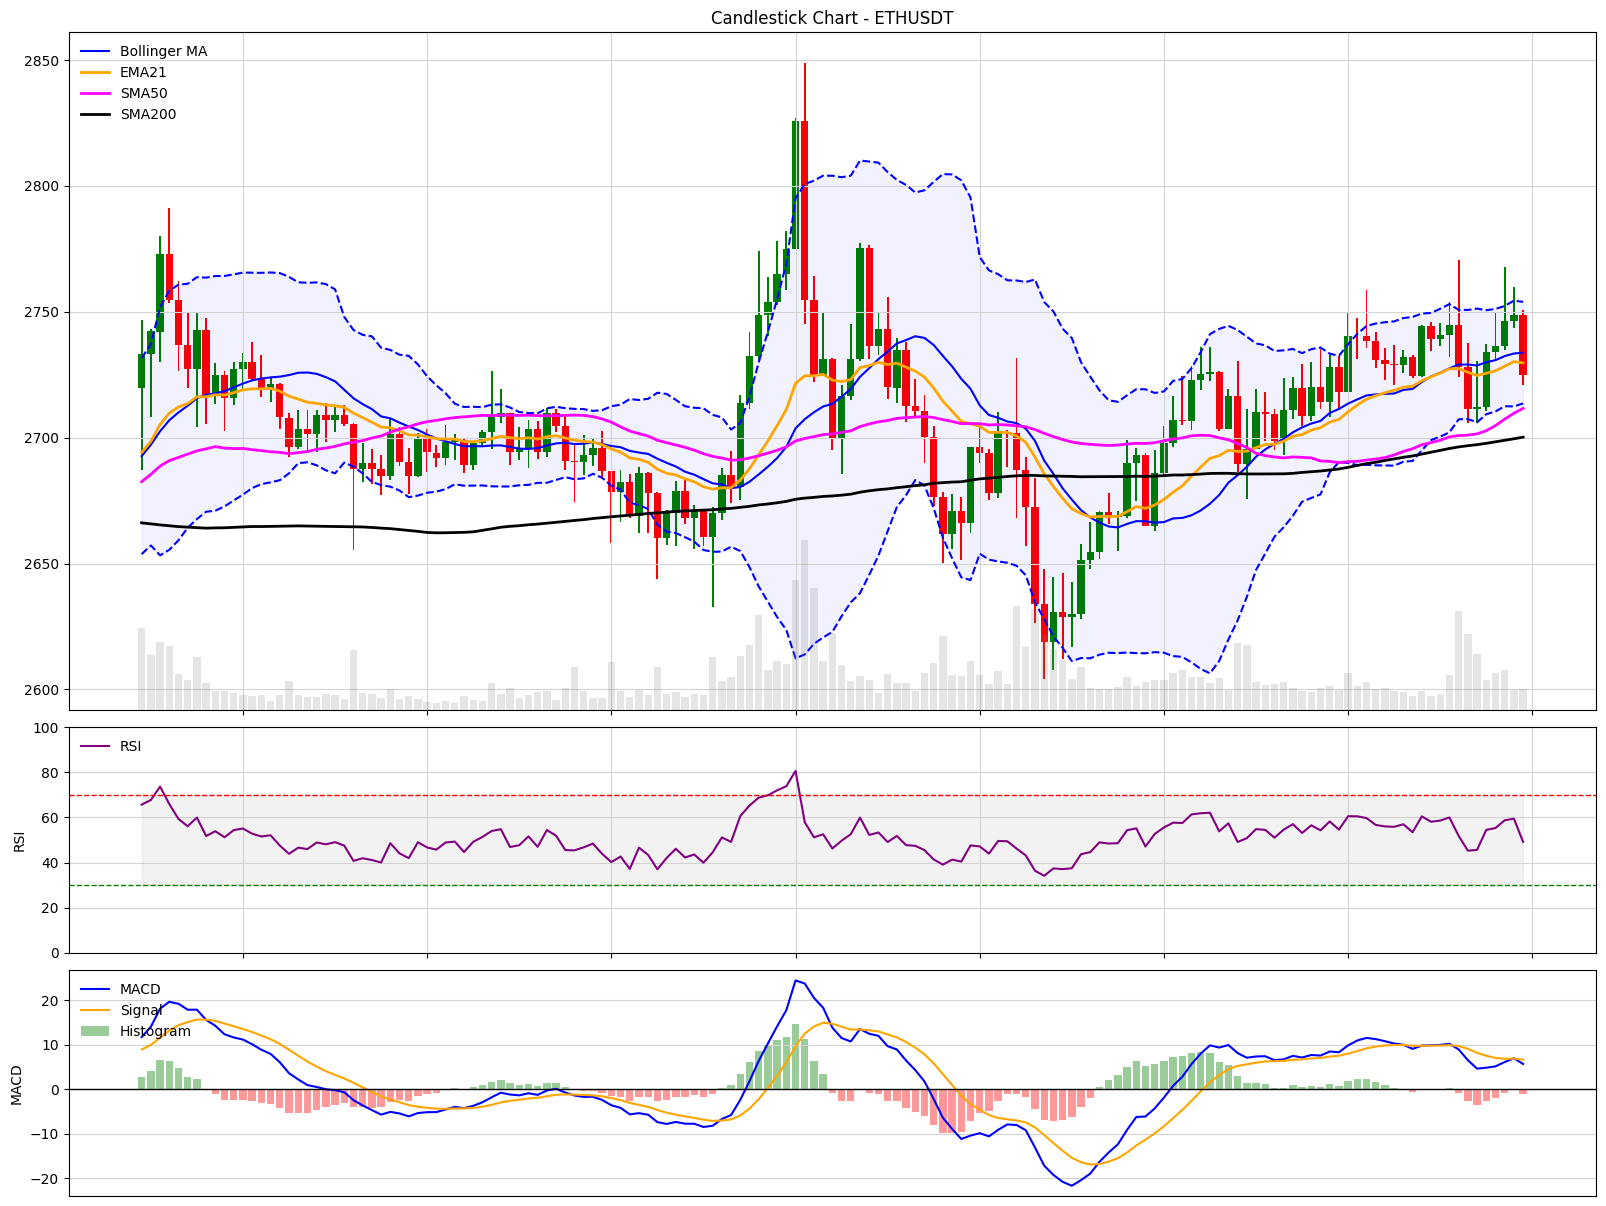 Candlestick Chart - ETHUSDT
Bollinger MA
EMA21
SMA50
SMA200
2850
2800
2750
2700
2650
2600
RSI
100
80
60
40
20
0
RSI
MACD
Signal
Histogram
20
10
0
−10
−20
MACD